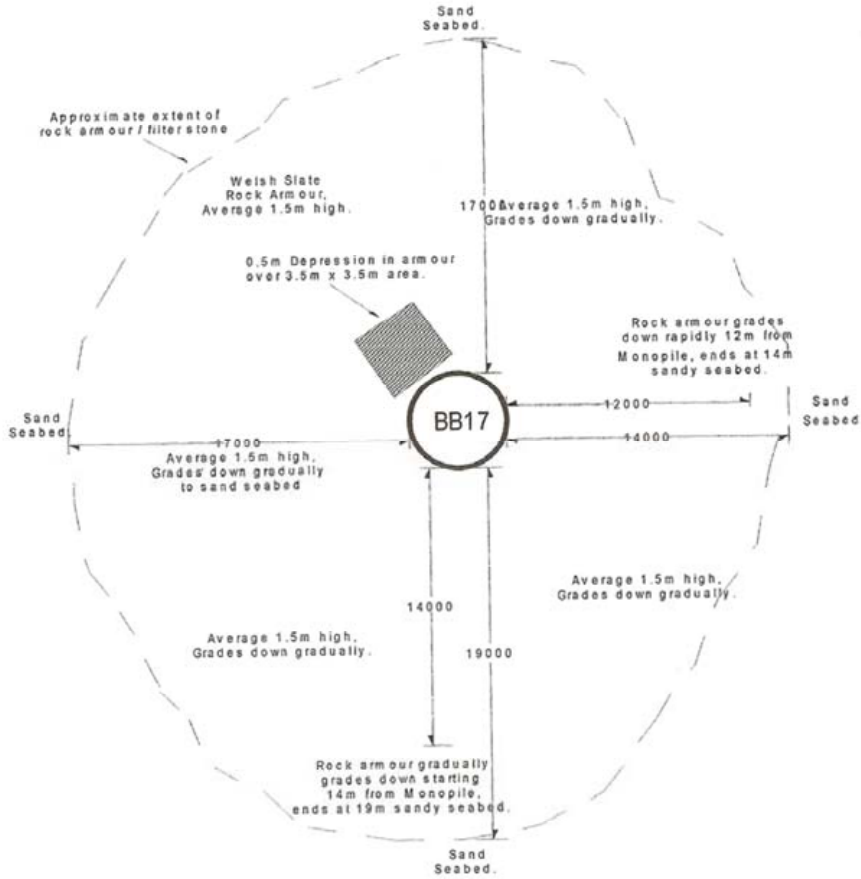 Sand
Seabed.
Approximate extent of
rock armour / filter stone
Welsh Slate
Rock Armour,
Average 1.5m high.
17000
Average 1.5m high,
Grades down gradually.
0.5m Depression in armour
over 3.5m x 3.5m area.
Rock armour grades
down rapidly 12m from
Monopile, ends at 14m
sandy seabed.
Sand
Seabed.
BB17
12000
Sand
Seabed
17000
14000
Average 1.5m high,
Grades down gradually
to sand seabed
Average 1.5m high,
Grades down gradually.
14000
Average 1.5m high,
Grades down gradually.
19000
Rock armour gradually
grades down starting
14m from Monopile,
ends at 19m sandy seabed.
Sand
Seabed.